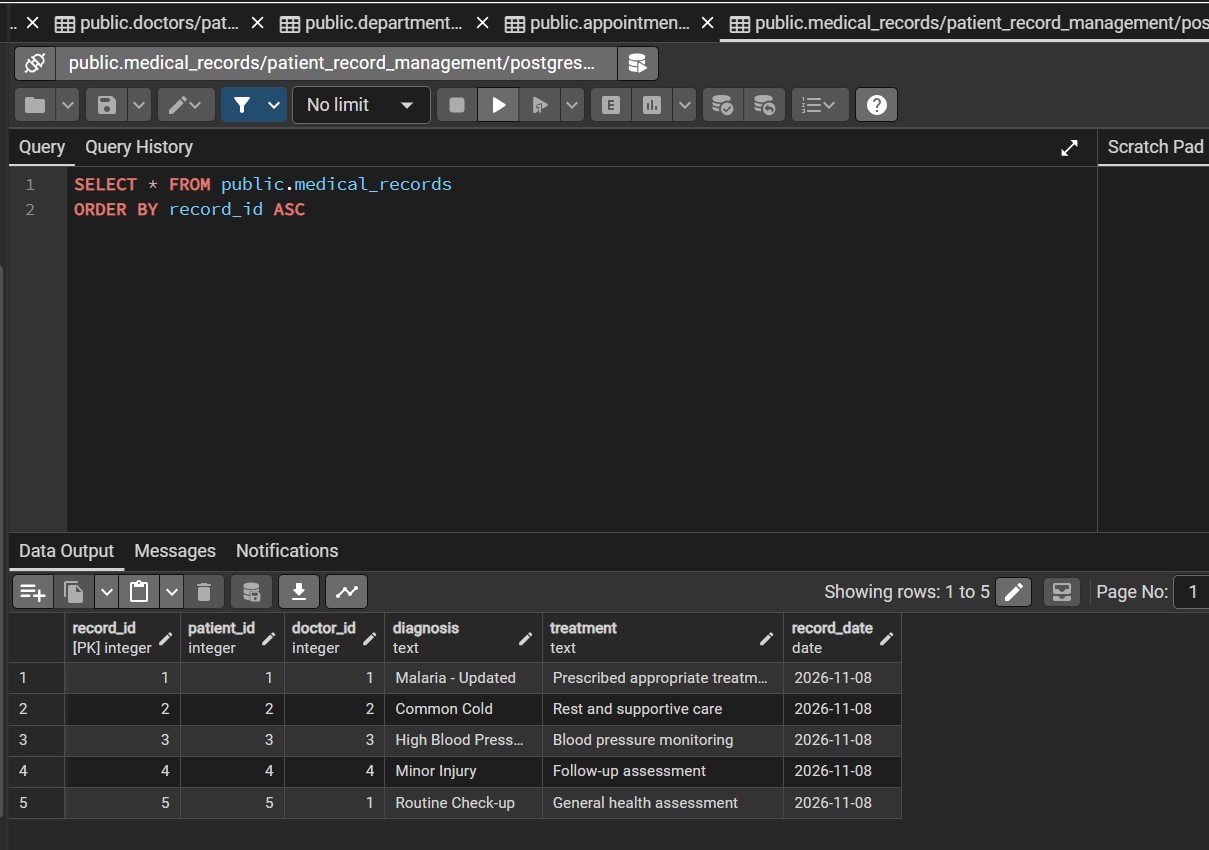 .. public.doctors/pat... public.department... public.appointmen... public.medical_records/patient_record_management/pos
public.medical_records/patient_record_management/postgres...
No limit E
Query Query History Scratch Pad
1 SELECT * FROM public.medical_records
2 ORDER BY record_id ASC
Data Output Messages Notifications
Showing rows: 1 to 5 Page No: 1
record_id patient_id doctor_id diagnosis treatment record_date
[PK] integer integer integer text text date
1 1 1 1 Malaria - Updated Prescribed appropriate treatm... 2026-11-08
2 2 2 2 Common Cold Rest and supportive care 2026-11-08
3 3 3 3 High Blood Press... Blood pressure monitoring 2026-11-08
4 4 4 4 Minor Injury Follow-up assessment 2026-11-08
5 5 5 1 Routine Check-up General health assessment 2026-11-08